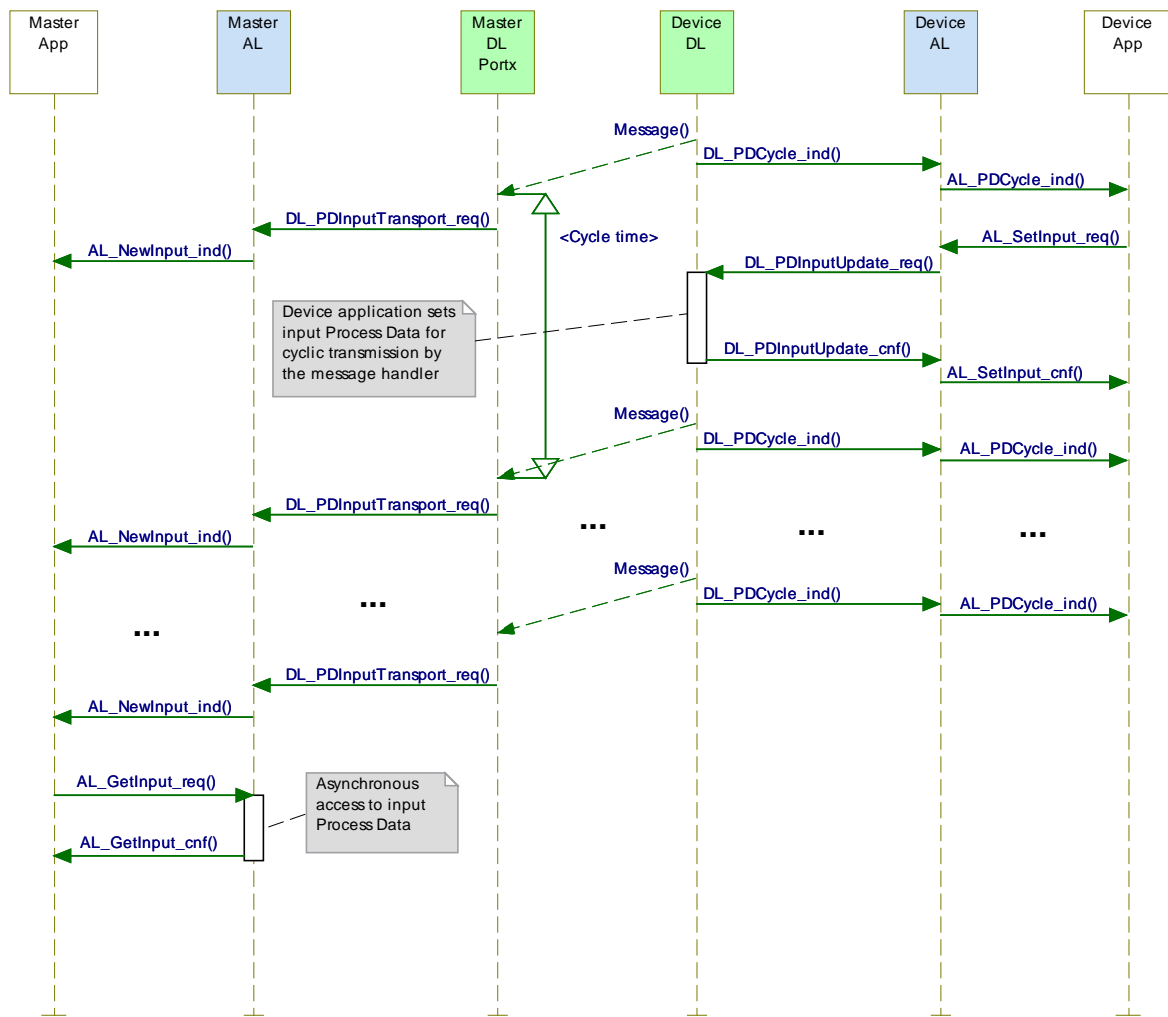 Master
App
Master
AL
Master
DL
Portx
Device
DL
Device
AL
Device
App
Message()
DL_PDCycle_ind()
AL_PDCycle_ind()
DL_PDInputTransport_req()
<Cycle time>
AL_SetInput_req()
AL_NewInput_ind()
DL_PDInputUpdate_req()
Device application sets
input Process Data for
cyclic transmission by
the message handler
DL_PDInputUpdate_cnf()
AL_SetInput_cnf()
Message()
DL_PDCycle_ind()
AL_PDCycle_ind()
DL_PDInputTransport_req()
...
...
...
AL_NewInput_ind()
Message()
DL_PDCycle_ind()
AL_PDCycle_ind()
...
...
DL_PDInputTransport_req()
AL_NewInput_ind()
AL_GetInput_req()
Asynchronous
access to input
Process Data
AL_GetInput_cnf()